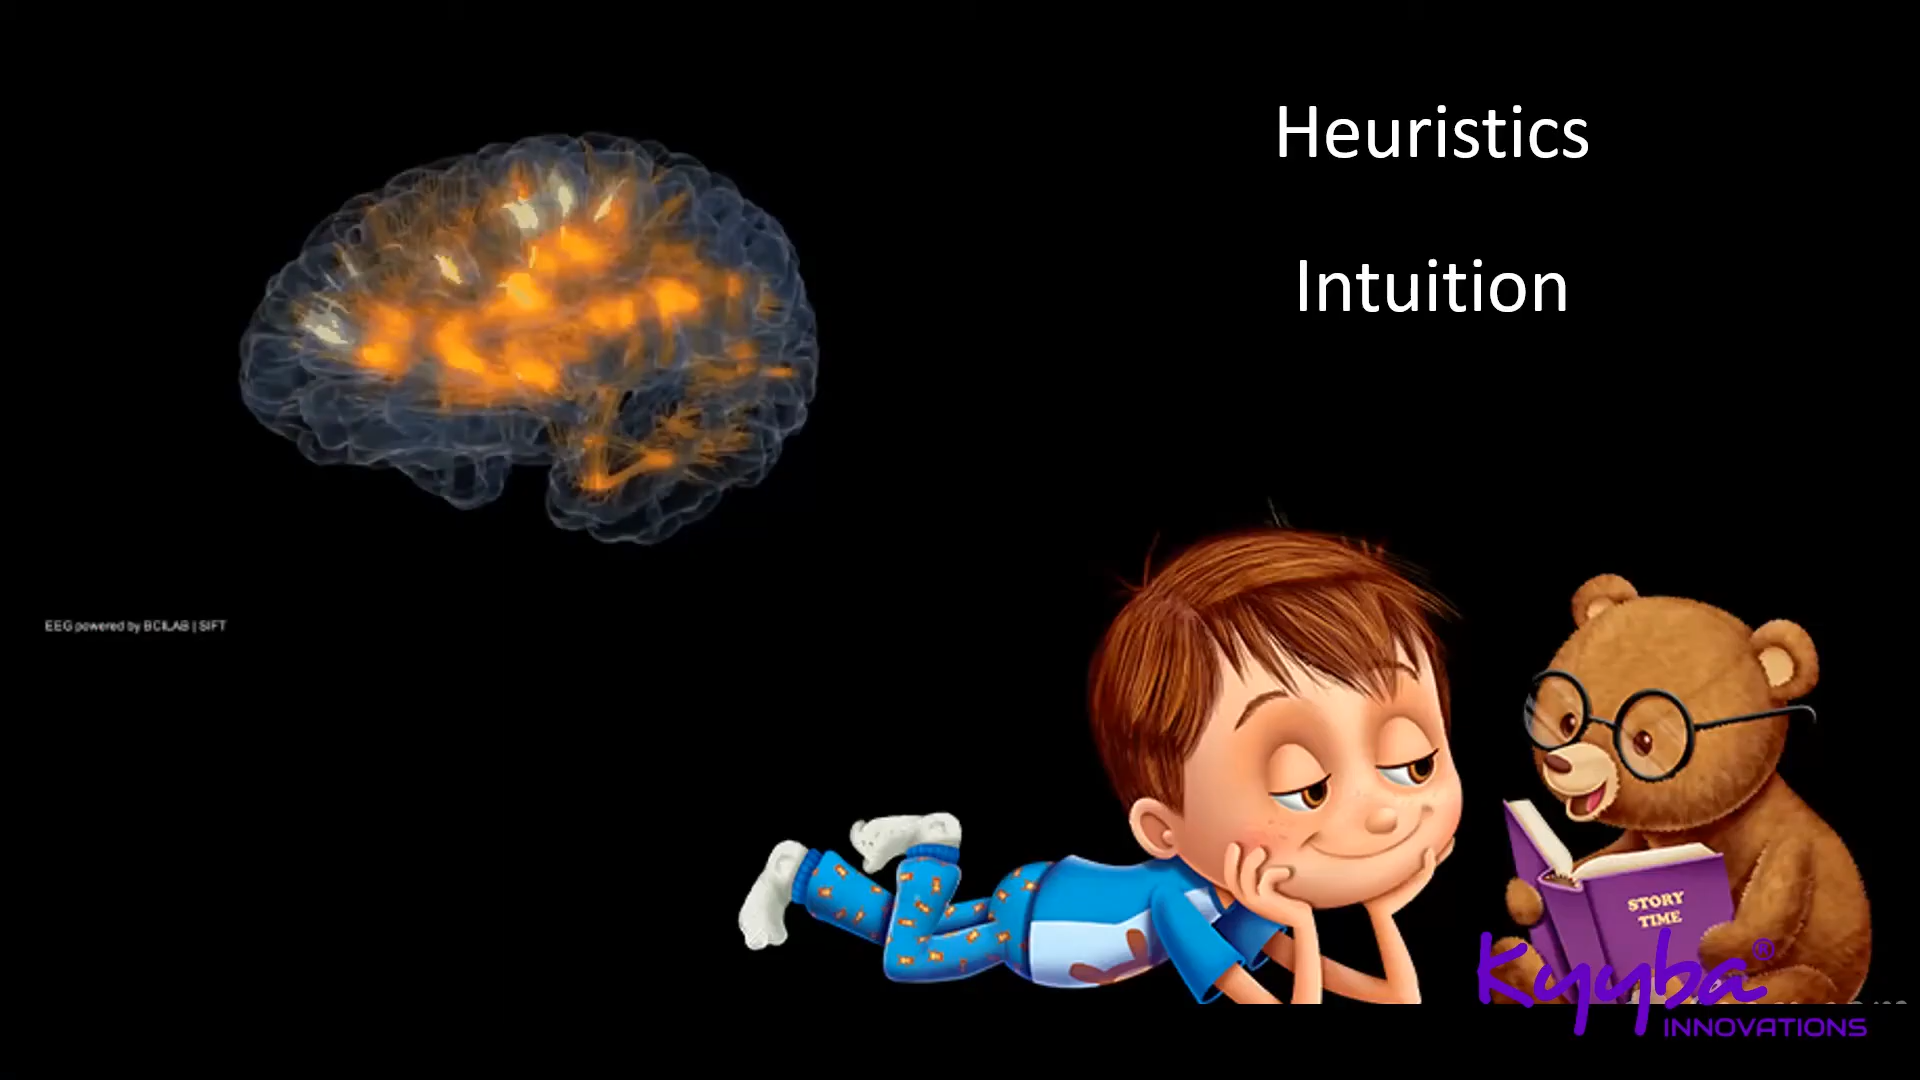 Heuristics
Intuition
EEG powered by BCILAB | SIFT
STORY
TIME
Kyyba®
INNOVATIONS